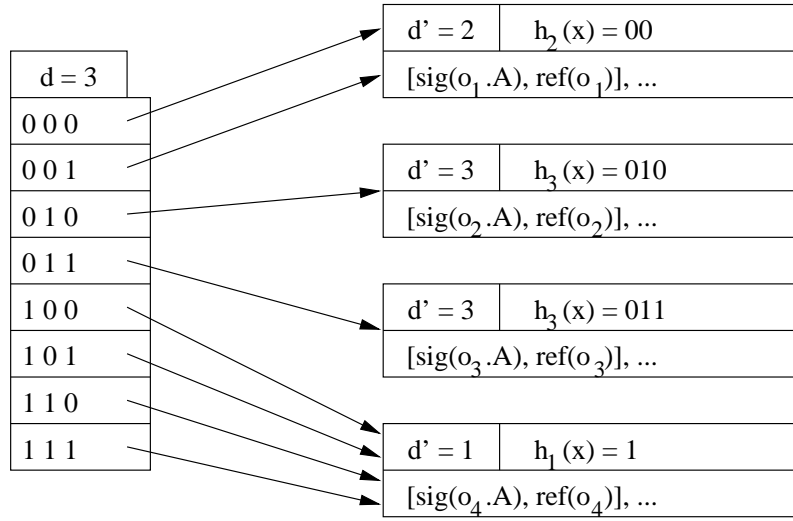 d = 3
0 0 0
0 0 1
0 1 0
0 1 1
1 0 0
1 0 1
1 1 0
1 1 1
d' = 2 h₂(x) = 00
[sig(o₁.A), ref(o₁)], ...
d' = 3 h₃(x) = 010
[sig(o₂.A), ref(o₂)], ...
d' = 3 h₃(x) = 011
[sig(o₃.A), ref(o₃)], ...
d' = 1 h₁(x) = 1
[sig(o₄.A), ref(o₄)], ...